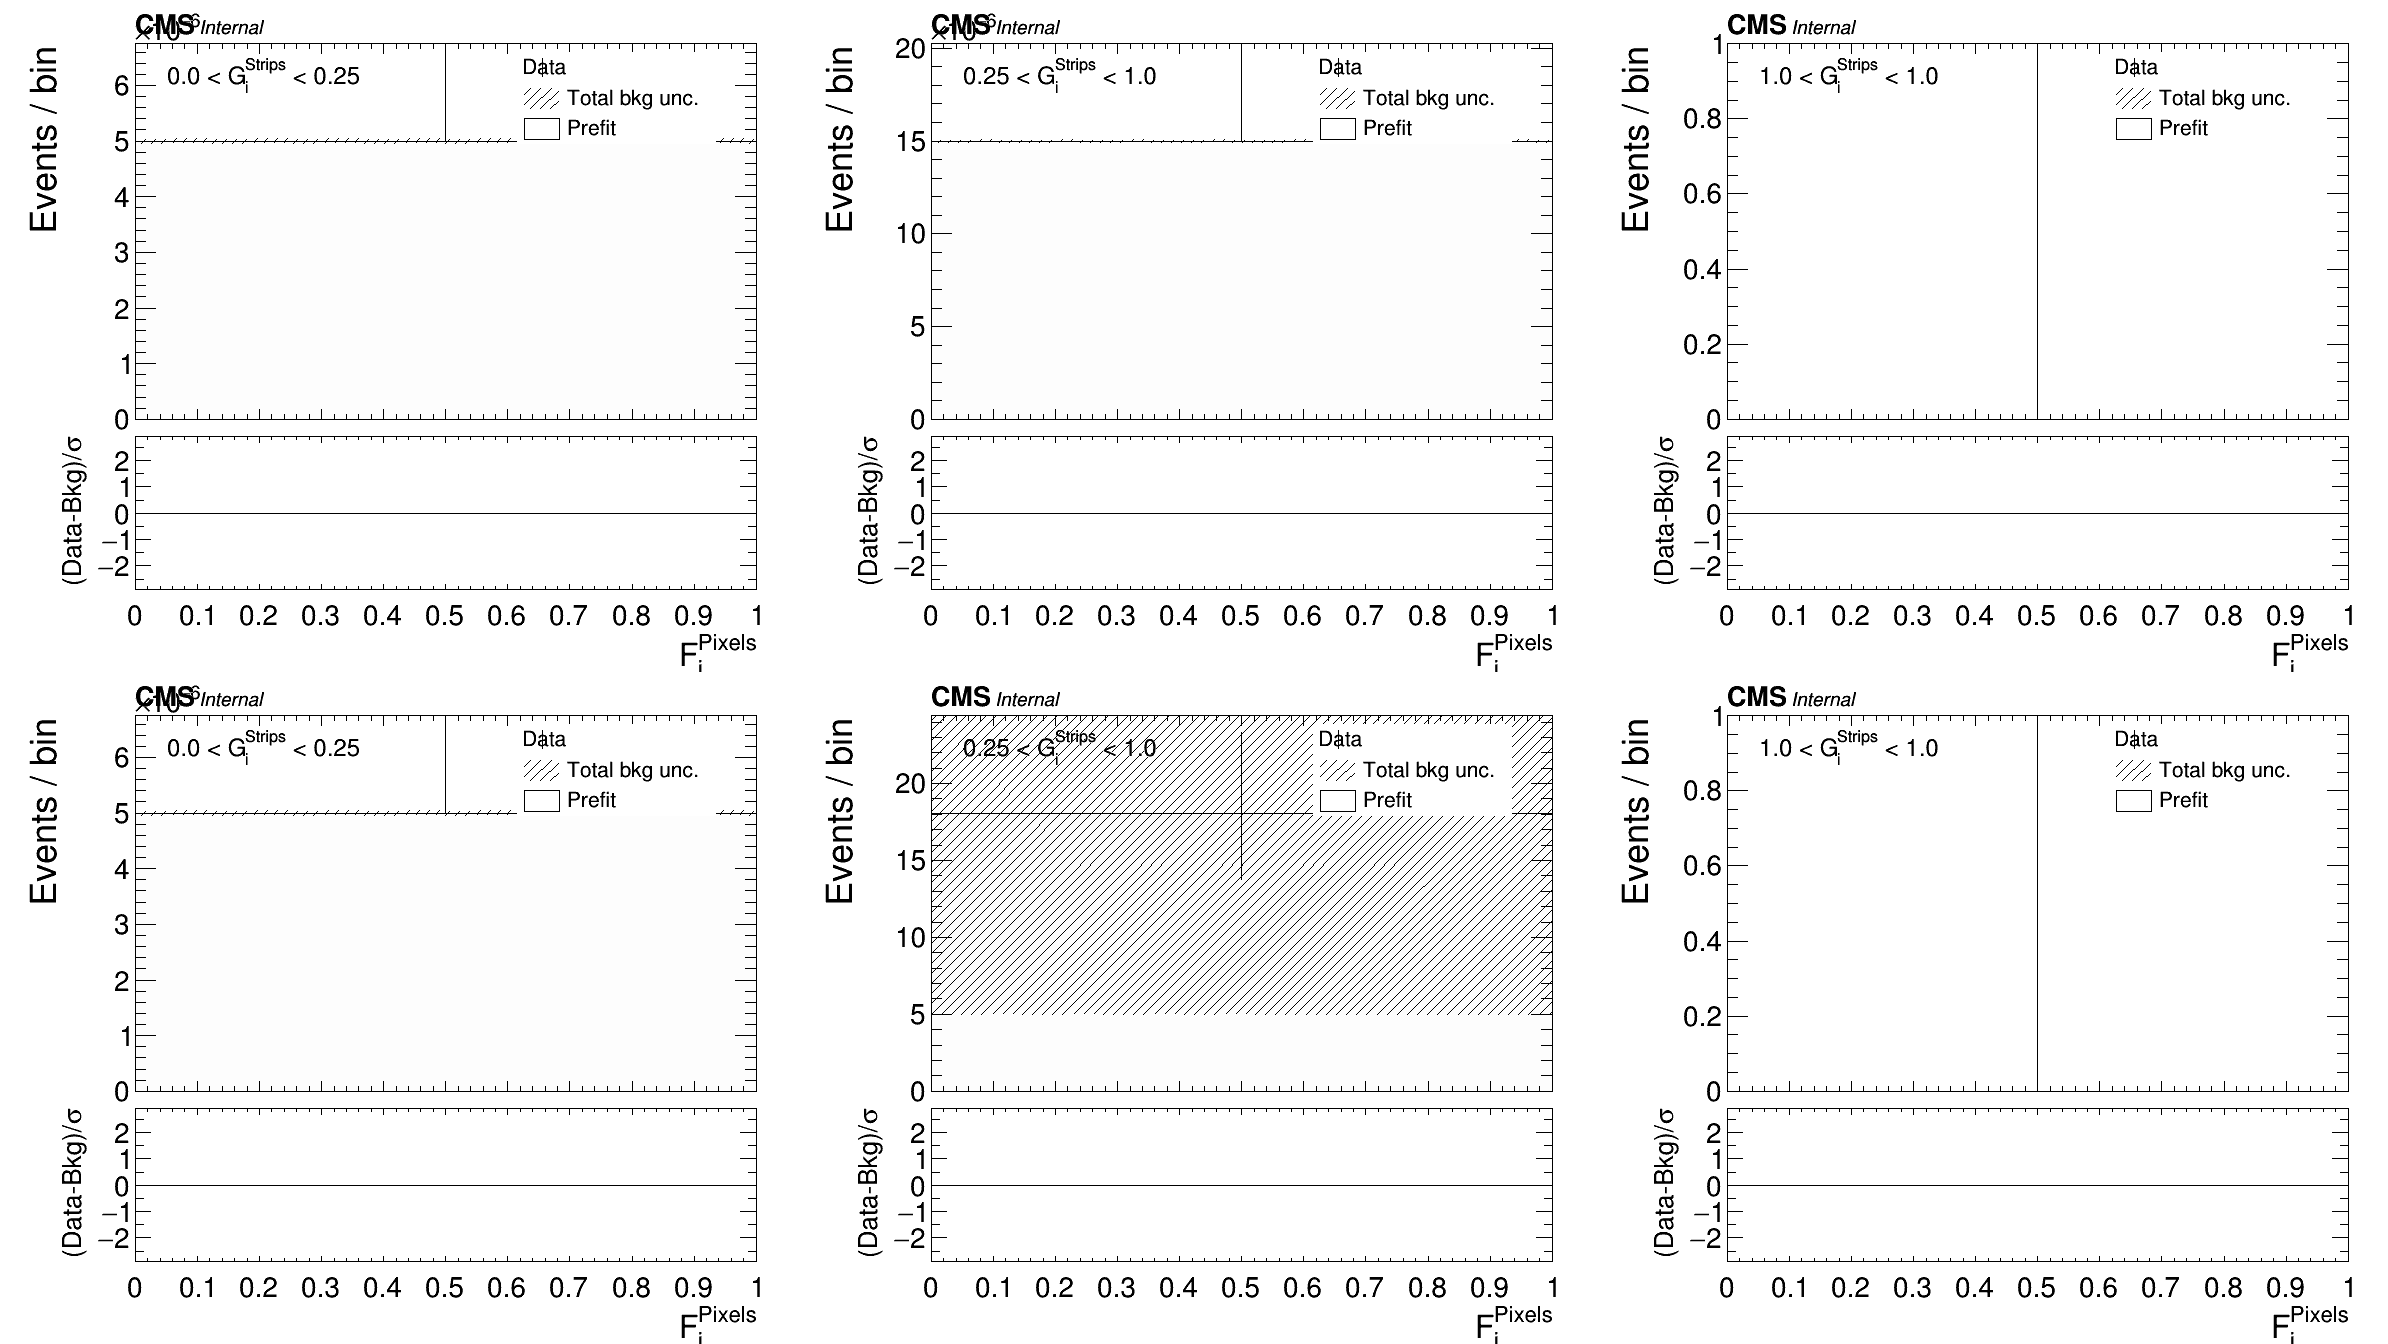 CMS Internal
×10⁻⁶
Events / bin
0.0 < G_i^Strips < 0.25
Data
Total bkg unc.
Prefit
6
5
4
3
2
1
0
(Data-Bkg)/σ
2
1
0
−1
−2
0 0.1 0.2 0.3 0.4 0.5 0.6 0.7 0.8 0.9 1
F_i^Pixels
CMS Internal
×10⁻⁶
Events / bin
0.25 < G_i^Strips < 1.0
Data
Total bkg unc.
Prefit
20
15
10
5
0
(Data-Bkg)/σ
2
1
0
−1
−2
0 0.1 0.2 0.3 0.4 0.5 0.6 0.7 0.8 0.9 1
F_i^Pixels
CMS Internal
Events / bin
1.0 < G_i^Strips < 1.0
Data
Total bkg unc.
Prefit
1
0.8
0.6
0.4
0.2
0
(Data-Bkg)/σ
2
1
0
−1
−2
0 0.1 0.2 0.3 0.4 0.5 0.6 0.7 0.8 0.9 1
F_i^Pixels
CMS Internal
×10⁻⁶
Events / bin
0.0 < G_i^Strips < 0.25
Data
Total bkg unc.
Prefit
6
5
4
3
2
1
0
(Data-Bkg)/σ
2
1
0
−1
−2
0 0.1 0.2 0.3 0.4 0.5 0.6 0.7 0.8 0.9 1
F_i^Pixels
CMS Internal
Events / bin
0.25 < G_i^Strips < 1.0
Data
Total bkg unc.
Prefit
20
15
10
5
0
(Data-Bkg)/σ
2
1
0
−1
−2
0 0.1 0.2 0.3 0.4 0.5 0.6 0.7 0.8 0.9 1
F_i^Pixels
CMS Internal
Events / bin
1.0 < G_i^Strips < 1.0
Data
Total bkg unc.
Prefit
1
0.8
0.6
0.4
0.2
0
(Data-Bkg)/σ
2
1
0
−1
−2
0 0.1 0.2 0.3 0.4 0.5 0.6 0.7 0.8 0.9 1
F_i^Pixels